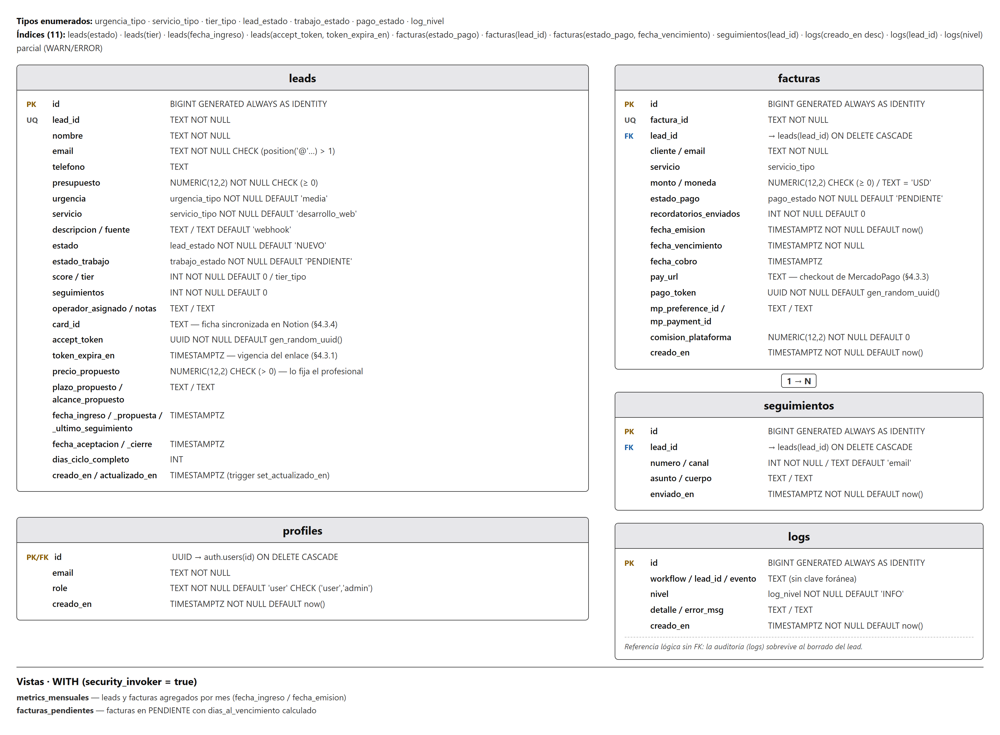 Tipos enumerados: urgencia_tipo · servicio_tipo · tier_tipo · lead_estado · trabajo_estado · pago_estado · log_nivel
Índices (11): leads(estado) · leads(tier) · leads(fecha_ingreso) · leads(accept_token, token_expira_en) · facturas(estado_pago) · facturas(lead_id) · facturas(estado_pago, fecha_vencimiento) · seguimientos(lead_id) · logs(creado_en desc) · logs(lead_id) · logs(nivel)
parcial (WARN/ERROR)
leads
PK id BIGINT GENERATED ALWAYS AS IDENTITY
UQ lead_id TEXT NOT NULL
nombre TEXT NOT NULL
email TEXT NOT NULL CHECK (position('@'...) > 1)
telefono TEXT
presupuesto NUMERIC(12,2) NOT NULL CHECK (≥ 0)
urgencia urgencia_tipo NOT NULL DEFAULT 'media'
servicio servicio_tipo NOT NULL DEFAULT 'desarrollo_web'
descripcion / fuente TEXT / TEXT DEFAULT 'webhook'
estado lead_estado NOT NULL DEFAULT 'NUEVO'
estado_trabajo trabajo_estado NOT NULL DEFAULT 'PENDIENTE'
score / tier INT NOT NULL DEFAULT 0 / tier_tipo
seguimientos INT NOT NULL DEFAULT 0
operador_asignado / notas TEXT / TEXT
card_id TEXT — ficha sincronizada en Notion (§4.3.4)
accept_token UUID NOT NULL DEFAULT gen_random_uuid()
token_expira_en TIMESTAMPTZ — vigencia del enlace (§4.3.1)
precio_propuesto NUMERIC(12,2) CHECK (> 0) — lo fija el profesional
plazo_propuesto / TEXT / TEXT
alcance_propuesto
fecha_ingreso / _propuesta / TIMESTAMPTZ
_ultimo_seguimiento
fecha_aceptacion / _cierre TIMESTAMPTZ
dias_ciclo_completo INT
creado_en / actualizado_en TIMESTAMPTZ (trigger set_actualizado_en)
facturas
PK id BIGINT GENERATED ALWAYS AS IDENTITY
UQ factura_id TEXT NOT NULL
FK lead_id → leads(lead_id) ON DELETE CASCADE
cliente / email TEXT NOT NULL
servicio servicio_tipo
monto / moneda NUMERIC(12,2) CHECK (≥ 0) / TEXT = 'USD'
estado_pago pago_estado NOT NULL DEFAULT 'PENDIENTE'
recordatorios_enviados INT NOT NULL DEFAULT 0
fecha_emision TIMESTAMPTZ NOT NULL DEFAULT now()
fecha_vencimiento TIMESTAMPTZ NOT NULL
fecha_cobro TIMESTAMPTZ
pay_url TEXT — checkout de MercadoPago (§4.3.3)
pago_token UUID NOT NULL DEFAULT gen_random_uuid()
mp_preference_id / TEXT / TEXT
mp_payment_id
comision_plataforma NUMERIC(12,2) NOT NULL DEFAULT 0
creado_en TIMESTAMPTZ NOT NULL DEFAULT now()
1 → N
seguimientos
PK id BIGINT GENERATED ALWAYS AS IDENTITY
FK lead_id → leads(lead_id) ON DELETE CASCADE
numero / canal INT NOT NULL / TEXT DEFAULT 'email'
asunto / cuerpo TEXT / TEXT
enviado_en TIMESTAMPTZ NOT NULL DEFAULT now()
profiles
PK/FK id UUID → auth.users(id) ON DELETE CASCADE
email TEXT NOT NULL
role TEXT NOT NULL DEFAULT 'user' CHECK ('user','admin')
creado_en TIMESTAMPTZ NOT NULL DEFAULT now()
logs
PK id BIGINT GENERATED ALWAYS AS IDENTITY
workflow / lead_id / evento TEXT (sin clave foránea)
nivel log_nivel NOT NULL DEFAULT 'INFO'
detalle / error_msg TEXT / TEXT
creado_en TIMESTAMPTZ NOT NULL DEFAULT now()
Referencia lógica sin FK: la auditoría (logs) sobrevive al borrado del lead.
Vistas · WITH (security_invoker = true)
metrics_mensuales — leads y facturas agregados por mes (fecha_ingreso / fecha_emision)
facturas_pendientes — facturas en PENDIENTE con dias_al_vencimiento calculado